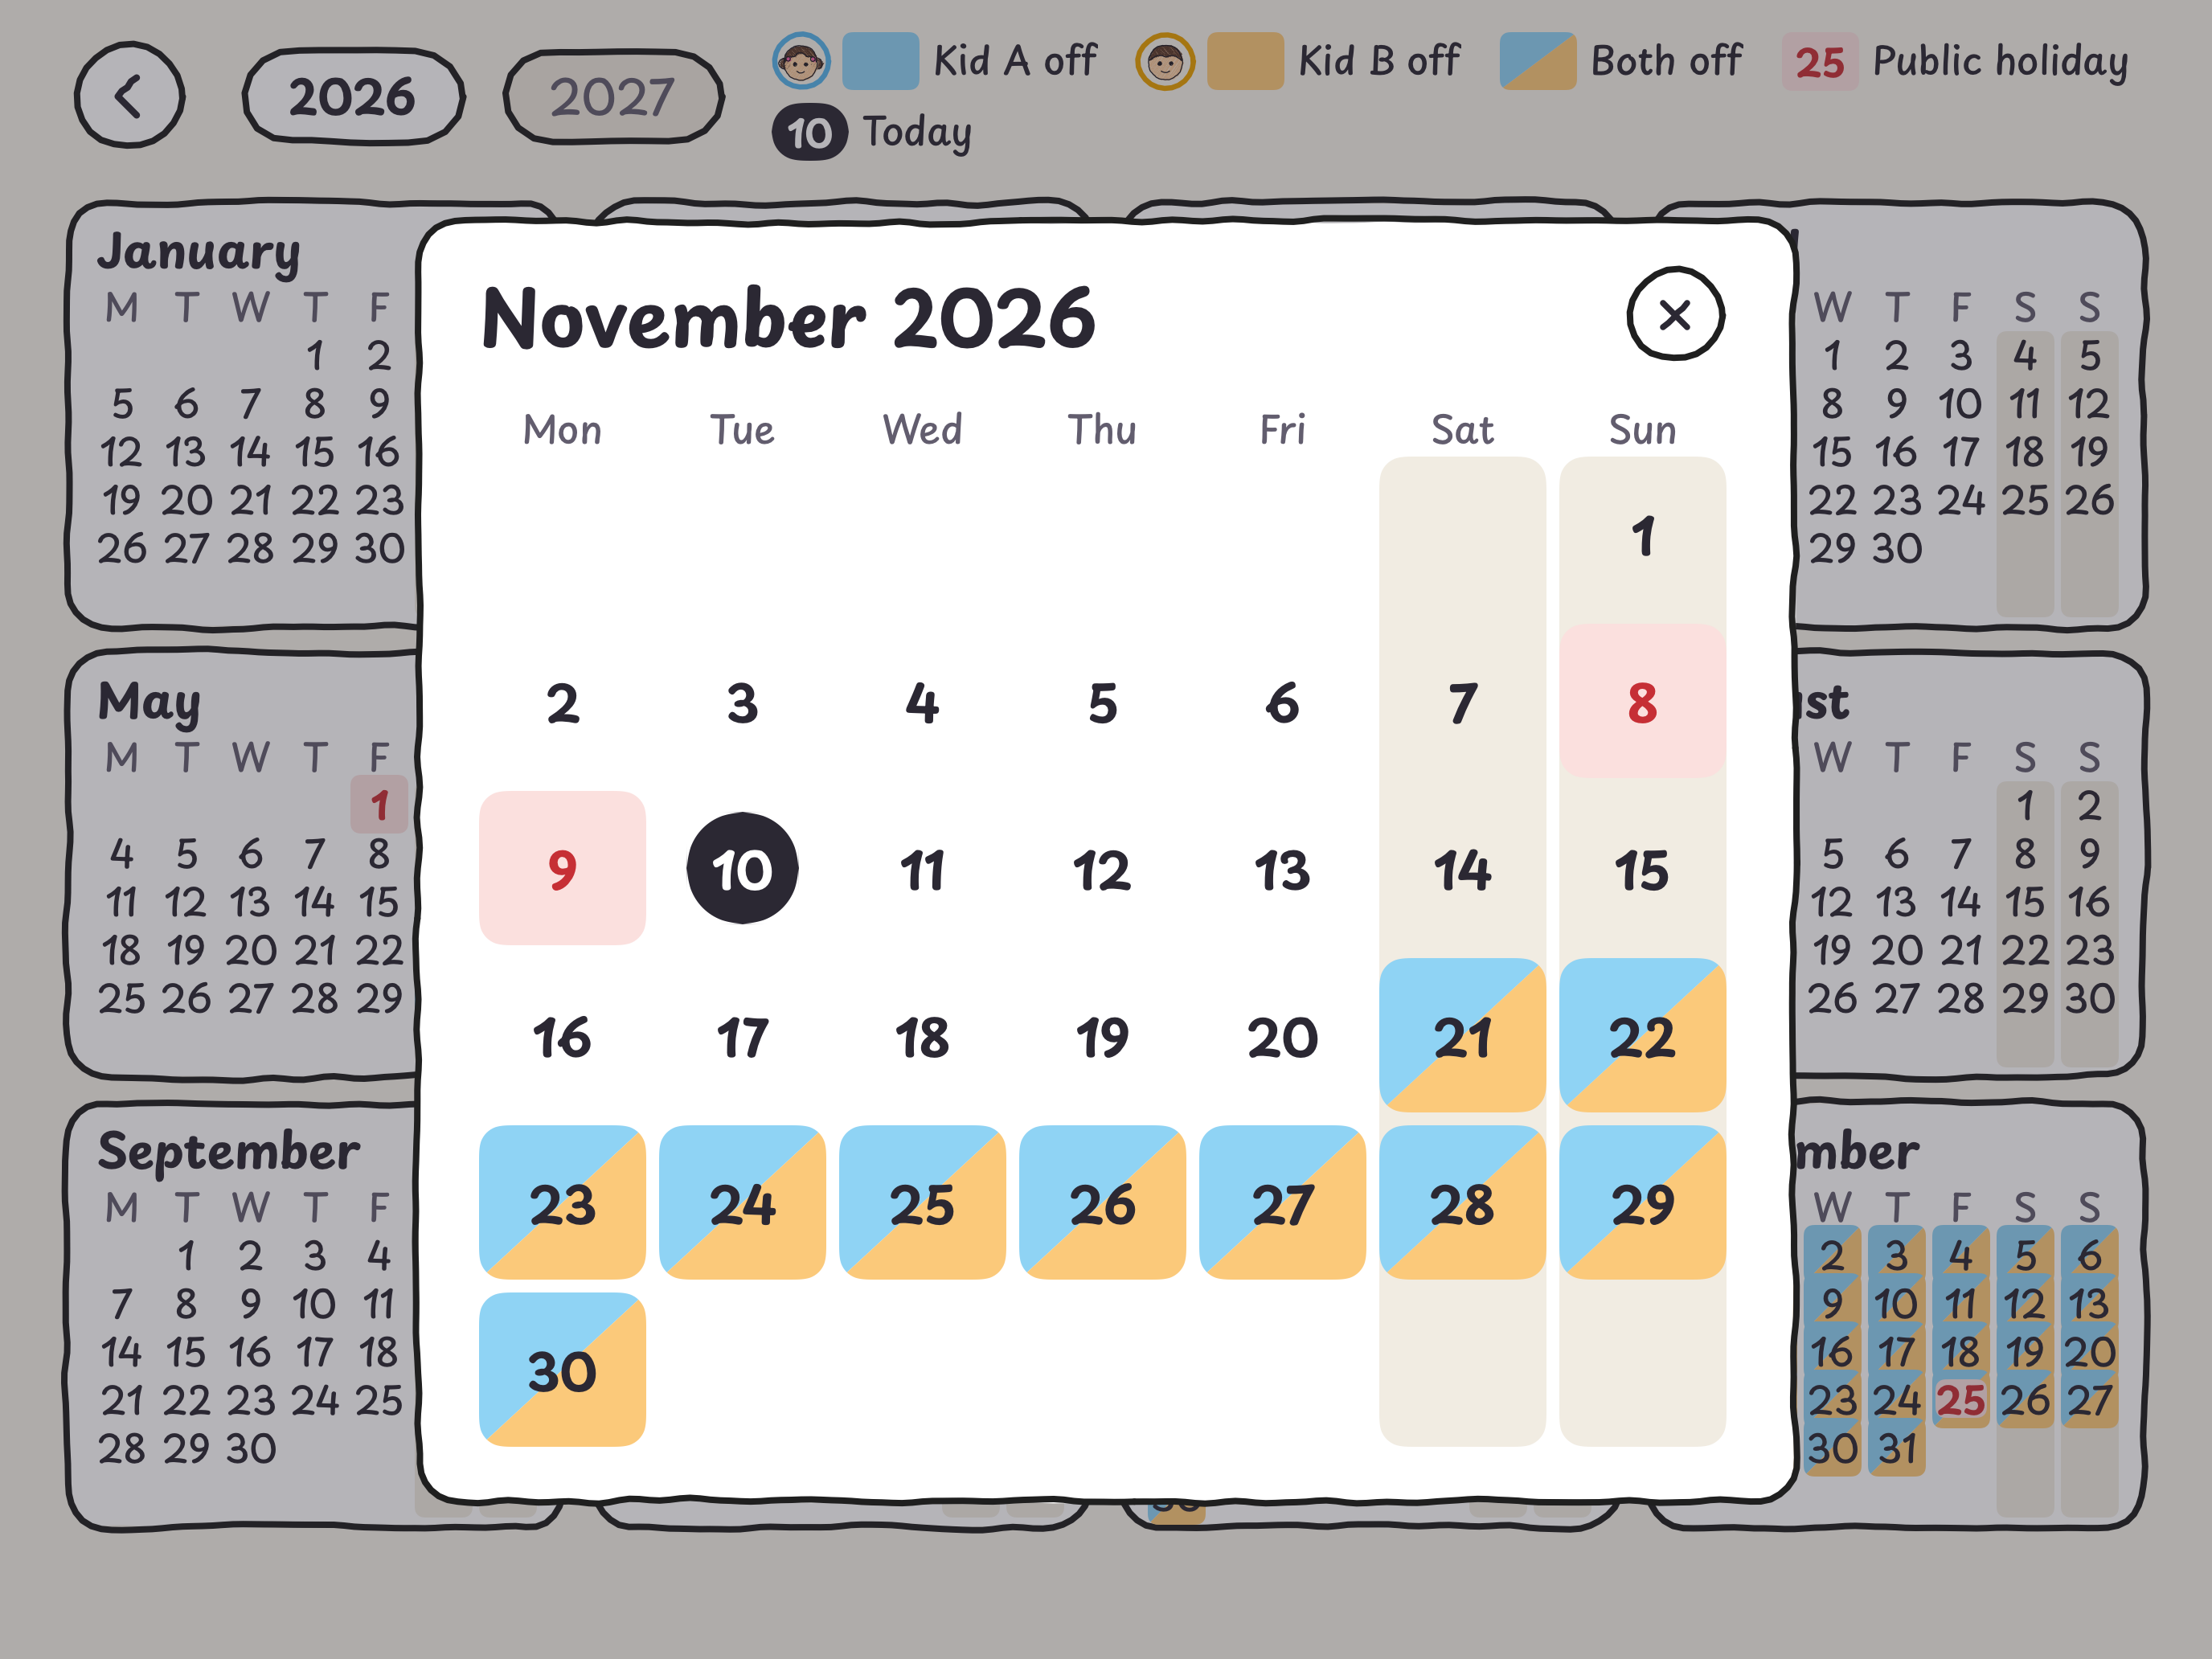 2026 2027 Kid A off Kid B off Both off 25 Public holiday
10 Today
January
M T W T F
1 2
5 6 7 8 9
12 13 14 15 16
19 20 21 22 23
26 27 28 29 30
W T F S S
1 2 3 4 5
8 9 10 11 12
15 16 17 18 19
22 23 24 25 26
29 30
November 2026
Mon Tue Wed Thu Fri Sat Sun
1
2 3 4 5 6 7 8
9 10 11 12 13 14 15
16 17 18 19 20 21 22
23 24 25 26 27 28 29
30
May
M T W T F
1
4 5 6 7 8
11 12 13 14 15
18 19 20 21 22
25 26 27 28 29
st
W T F S S
1 2
5 6 7 8 9
12 13 14 15 16
19 20 21 22 23
26 27 28 29 30
September
M T W T F
1 2 3 4
7 8 9 10 11
14 15 16 17 18
21 22 23 24 25
28 29 30
mber
W T F S S
2 3 4 5 6
9 10 11 12 13
16 17 18 19 20
23 24 25 26 27
30 31